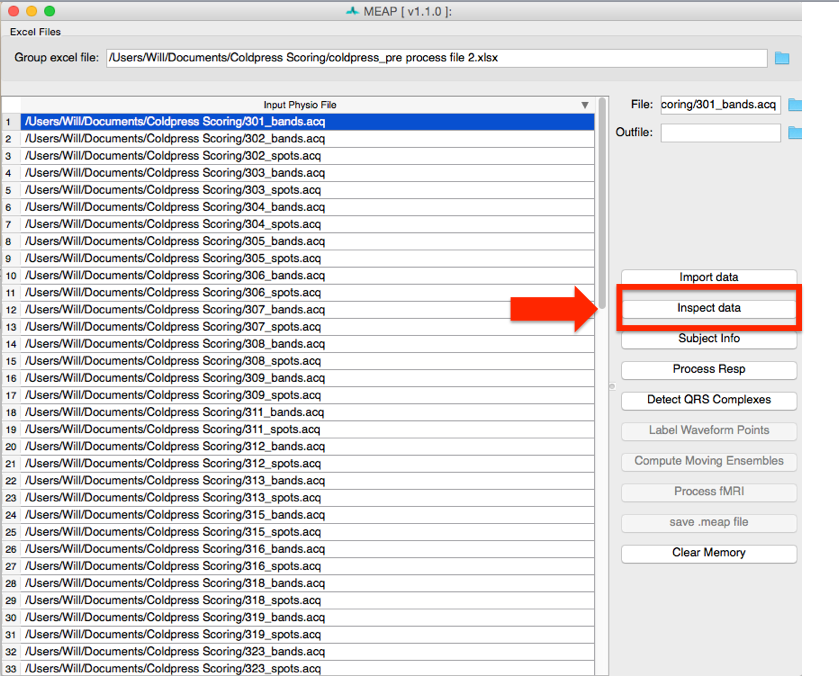 MEAP [ v1.1.0 ]:
Excel Files
Group excel file: /Users/Will/Documents/Coldpress Scoring/coldpress_pre process file 2.xlsx
Input Physio File
1 /Users/Will/Documents/Coldpress Scoring/301_bands.acq
2 /Users/Will/Documents/Coldpress Scoring/302_bands.acq
3 /Users/Will/Documents/Coldpress Scoring/302_spots.acq
4 /Users/Will/Documents/Coldpress Scoring/303_bands.acq
5 /Users/Will/Documents/Coldpress Scoring/303_spots.acq
6 /Users/Will/Documents/Coldpress Scoring/304_bands.acq
7 /Users/Will/Documents/Coldpress Scoring/304_spots.acq
8 /Users/Will/Documents/Coldpress Scoring/305_bands.acq
9 /Users/Will/Documents/Coldpress Scoring/305_spots.acq
10 /Users/Will/Documents/Coldpress Scoring/306_bands.acq
11 /Users/Will/Documents/Coldpress Scoring/306_spots.acq
12 /Users/Will/Documents/Coldpress Scoring/307_bands.acq
13 /Users/Will/Documents/Coldpress Scoring/307_spots.acq
14 /Users/Will/Documents/Coldpress Scoring/308_bands.acq
15 /Users/Will/Documents/Coldpress Scoring/308_spots.acq
16 /Users/Will/Documents/Coldpress Scoring/309_bands.acq
17 /Users/Will/Documents/Coldpress Scoring/309_spots.acq
18 /Users/Will/Documents/Coldpress Scoring/311_bands.acq
19 /Users/Will/Documents/Coldpress Scoring/311_spots.acq
20 /Users/Will/Documents/Coldpress Scoring/312_bands.acq
21 /Users/Will/Documents/Coldpress Scoring/312_spots.acq
22 /Users/Will/Documents/Coldpress Scoring/313_bands.acq
23 /Users/Will/Documents/Coldpress Scoring/313_spots.acq
24 /Users/Will/Documents/Coldpress Scoring/315_bands.acq
25 /Users/Will/Documents/Coldpress Scoring/315_spots.acq
26 /Users/Will/Documents/Coldpress Scoring/316_bands.acq
27 /Users/Will/Documents/Coldpress Scoring/316_spots.acq
28 /Users/Will/Documents/Coldpress Scoring/318_bands.acq
29 /Users/Will/Documents/Coldpress Scoring/318_spots.acq
30 /Users/Will/Documents/Coldpress Scoring/319_bands.acq
31 /Users/Will/Documents/Coldpress Scoring/319_spots.acq
32 /Users/Will/Documents/Coldpress Scoring/323_bands.acq
33 /Users/Will/Documents/Coldpress Scoring/323_spots.acq
File: coring/301_bands.acq
Outfile:
Import data
Inspect data
Subject Info
Process Resp
Detect QRS Complexes
Label Waveform Points
Compute Moving Ensembles
Process fMRI
save .meap file
Clear Memory